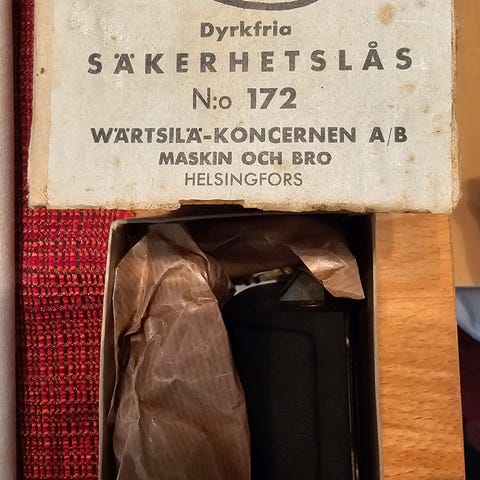 Dyrkfria
SÄKERHETSLÅS
N:o 172
WÄRTSILÄ-KONCERNEN A/B
MASKIN OCH BRO
HELSINGFORS